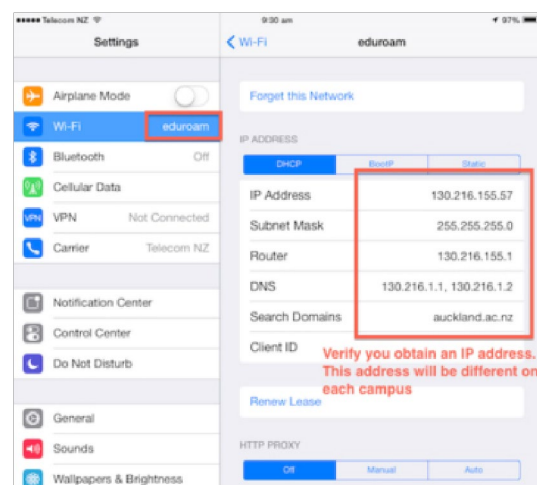 Telecom NZ 9:30 am 97%
Settings
Wi-Fi eduroam
Airplane Mode
Wi-Fi eduroam
Bluetooth Off
Cellular Data
VPN VPN Not Connected
Carrier Telecom NZ
Notification Center
Control Center
Do Not Disturb
General
Sounds
Wallpapers & Brightness
Forget this Network
IP ADDRESS
DHCP BootP Static
IP Address 130.216.155.57
Subnet Mask 255.255.255.0
Router 130.216.155.1
DNS 130.216.1.1, 130.216.1.2
Search Domains auckland.ac.nz
Client ID
Verify you obtain an IP address.
This address will be different on
each campus
Renew Lease
HTTP PROXY
Off Manual Auto